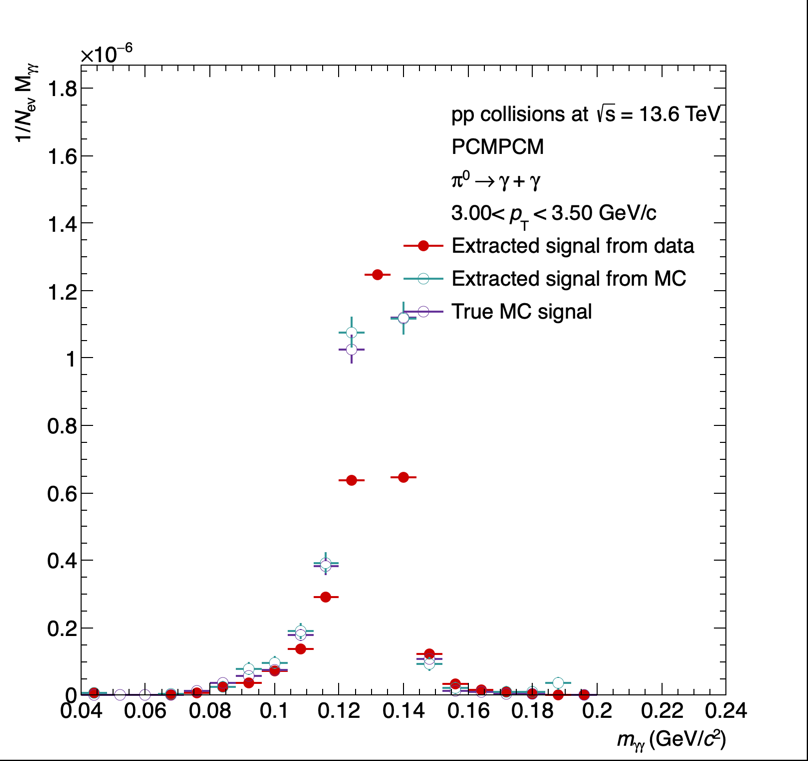 ×10⁻⁶
1/N_ev M_γγ
pp collisions at √s = 13.6 TeV
PCMPCM
π⁰ → γ + γ
3.00< p_T < 3.50 GeV/c
Extracted signal from data
Extracted signal from MC
True MC signal
1.8
1.6
1.4
1.2
1
0.8
0.6
0.4
0.2
0
0.04 0.06 0.08 0.1 0.12 0.14 0.16 0.18 0.2 0.22 0.24
m_γγ (GeV/c²)